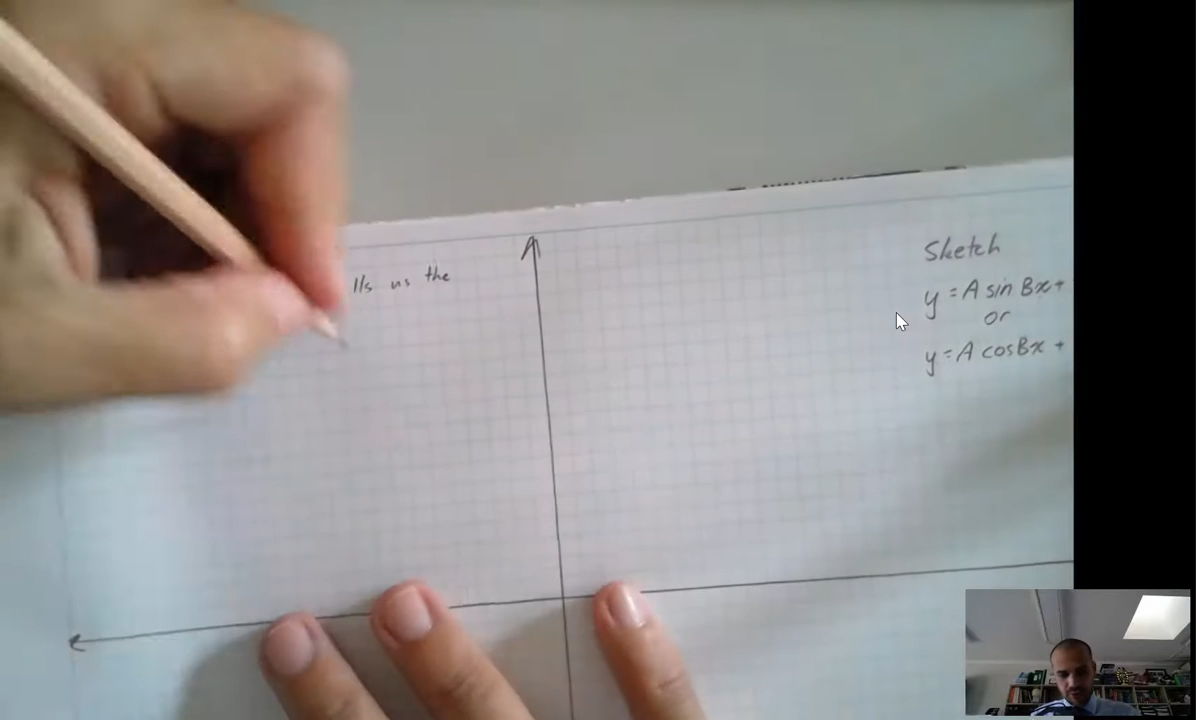 lls us the
Sketch
y = A sin Bx +
or
y = A cos Bx +